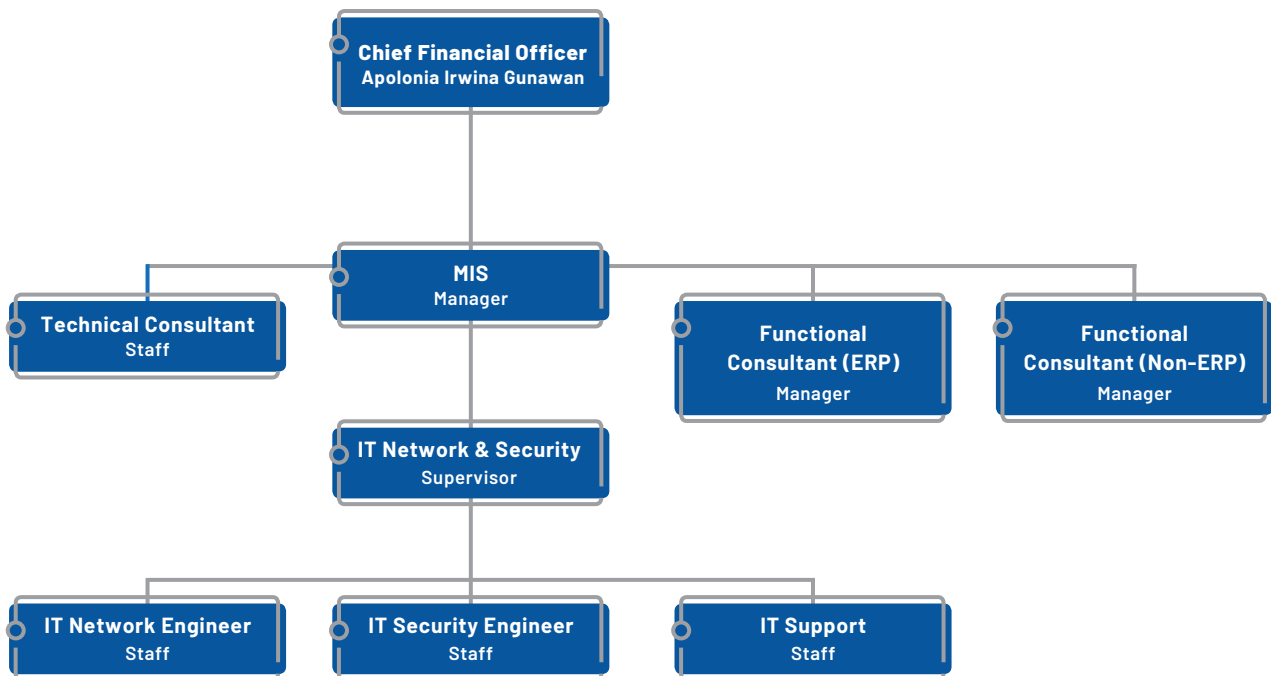 Chief Financial Officer
Apolonia Irwina Gunawan
MIS
Manager
Technical Consultant
Staff
Functional
Consultant (ERP)
Manager
Functional
Consultant (Non-ERP)
Manager
IT Network & Security
Supervisor
IT Network Engineer
Staff
IT Security Engineer
Staff
IT Support
Staff